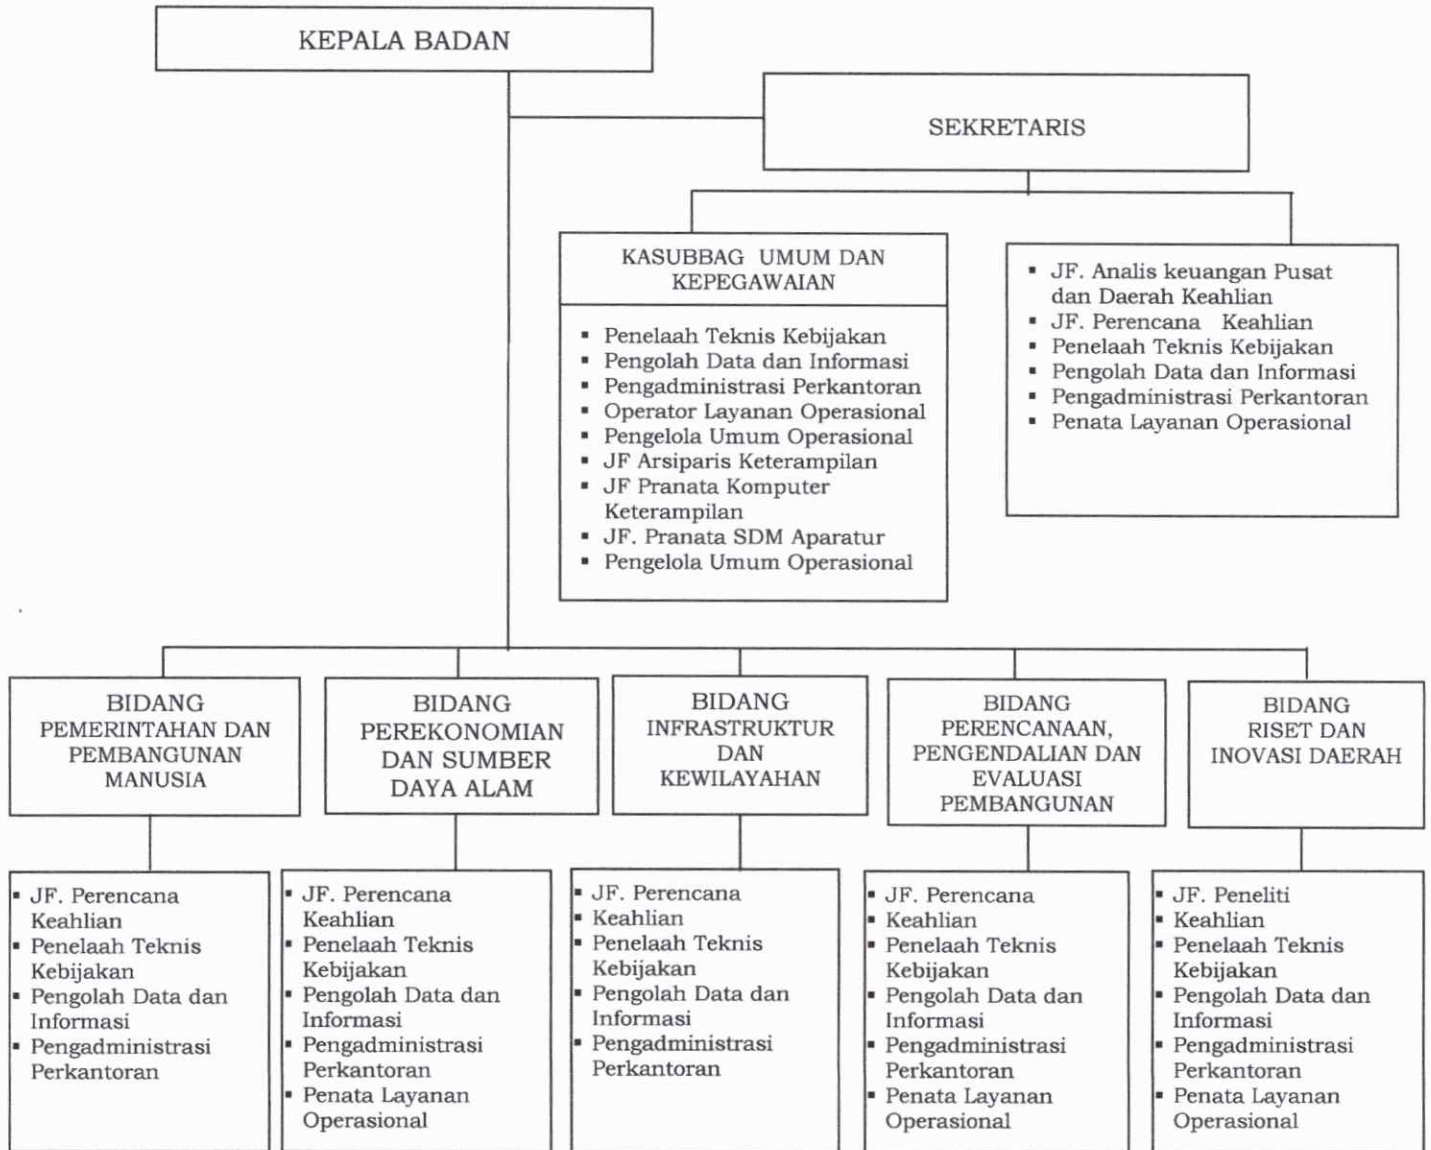 KEPALA BADAN
SEKRETARIS
KASUBBAG UMUM DAN
KEPEGAWAIAN
▪ Penelaah Teknis Kebijakan
▪ Pengolah Data dan Informasi
▪ Pengadministrasi Perkantoran
▪ Operator Layanan Operasional
▪ Pengelola Umum Operasional
▪ JF Arsiparis Keterampilan
▪ JF Pranata Komputer
Keterampilan
▪ JF. Pranata SDM Aparatur
▪ Pengelola Umum Operasional
▪ JF. Analis keuangan Pusat
dan Daerah Keahlian
▪ JF. Perencana Keahlian
▪ Penelaah Teknis Kebijakan
▪ Pengolah Data dan Informasi
▪ Pengadministrasi Perkantoran
▪ Penata Layanan Operasional
BIDANG
PEMERINTAHAN DAN
PEMBANGUNAN
MANUSIA
BIDANG
PEREKONOMIAN
DAN SUMBER
DAYA ALAM
BIDANG
INFRASTRUKTUR
DAN
KEWILAYAHAN
BIDANG
PERENCANAAN,
PENGENDALIAN DAN
EVALUASI
PEMBANGUNAN
BIDANG
RISET DAN
INOVASI DAERAH
▪ JF. Perencana
Keahlian
▪ Penelaah Teknis
Kebijakan
▪ Pengolah Data dan
Informasi
▪ Pengadministrasi
Perkantoran
▪ JF. Perencana
Keahlian
▪ Penelaah Teknis
Kebijakan
▪ Pengolah Data dan
Informasi
▪ Pengadministrasi
Perkantoran
▪ Penata Layanan
Operasional
▪ JF. Perencana
▪ Keahlian
▪ Penelaah Teknis
Kebijakan
▪ Pengolah Data dan
Informasi
▪ Pengadministrasi
Perkantoran
▪ JF. Perencana
▪ Keahlian
▪ Penelaah Teknis
Kebijakan
▪ Pengolah Data dan
Informasi
▪ Pengadministrasi
Perkantoran
▪ Penata Layanan
Operasional
▪ JF. Peneliti
▪ Keahlian
▪ Penelaah Teknis
Kebijakan
▪ Pengolah Data dan
Informasi
▪ Pengadministrasi
Perkantoran
▪ Penata Layanan
Operasional